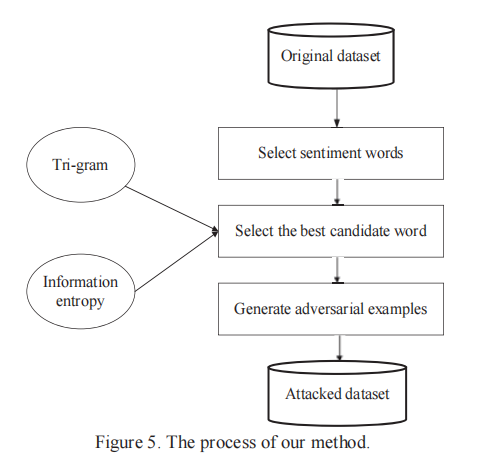 Original dataset
Select sentiment words
Tri-gram
Select the best candidate word
Information
entropy
Generate adversarial examples
Attacked dataset
Figure 5. The process of our method.